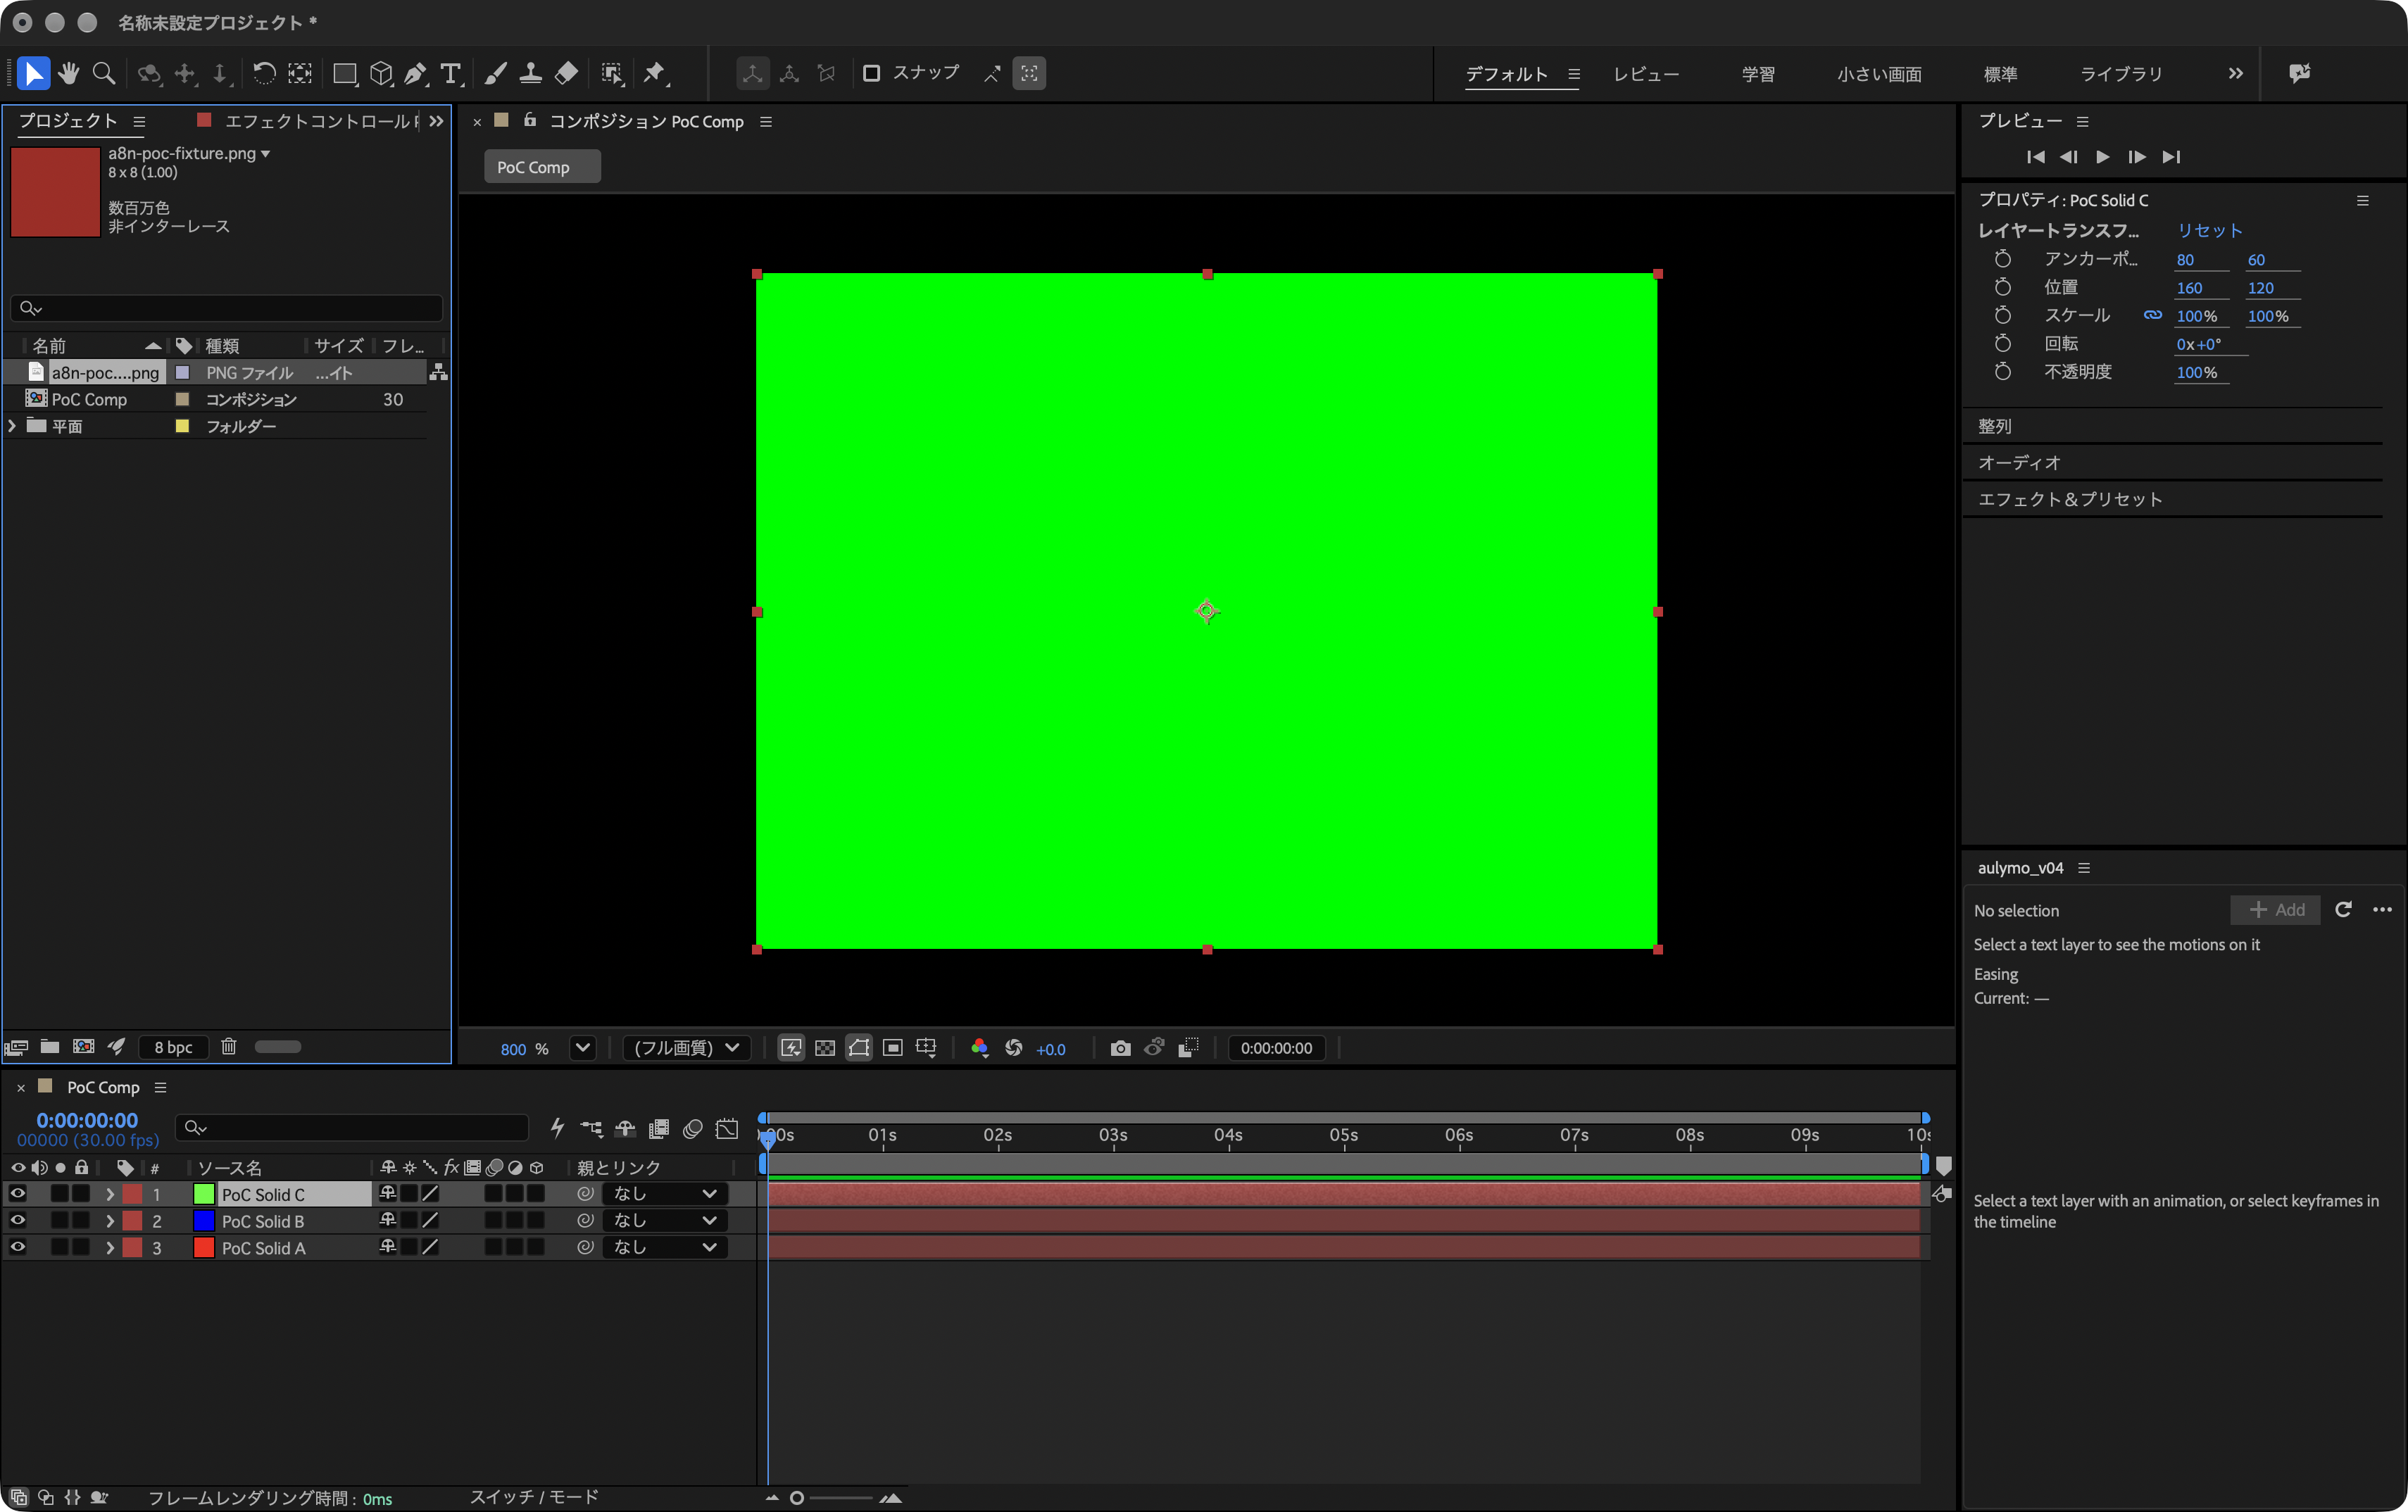 名称未設定プロジェクト *
スナップ
デフォルト
レビュー
学習
小さい画面
標準
ライブラリ
プロジェクト
エフェクトコントロール
a8n-poc-fixture.png
8 x 8 (1.00)
数百万色
非インターレース
名前 種類 サイズ フレ...
a8n-poc....png PNG ファイル ...イト
PoC Comp コンポジション 30
平面 フォルダー
8 bpc
コンポジション PoC Comp
PoC Comp
800 %
(フル画質)
+0.0
0:00:00:00
プレビュー
プロパティ: PoC Solid C
レイヤートランスフ... リセット
アンカーポ... 80 60
位置 160 120
スケール 100% 100%
回転 0x+0°
不透明度 100%
整列
オーディオ
エフェクト＆プリセット
aulymo_v04
No selection
Add
Select a text layer to see the motions on it
Easing
Current: —
Select a text layer with an animation, or select keyframes in
the timeline
PoC Comp
0:00:00:00
00000 (30.00 fps)
# ソース名 fx 親とリンク
1 PoC Solid C なし
2 PoC Solid B なし
3 PoC Solid A なし
00s 01s 02s 03s 04s 05s 06s 07s 08s 09s
フレームレンダリング時間 : 0ms
スイッチ / モード